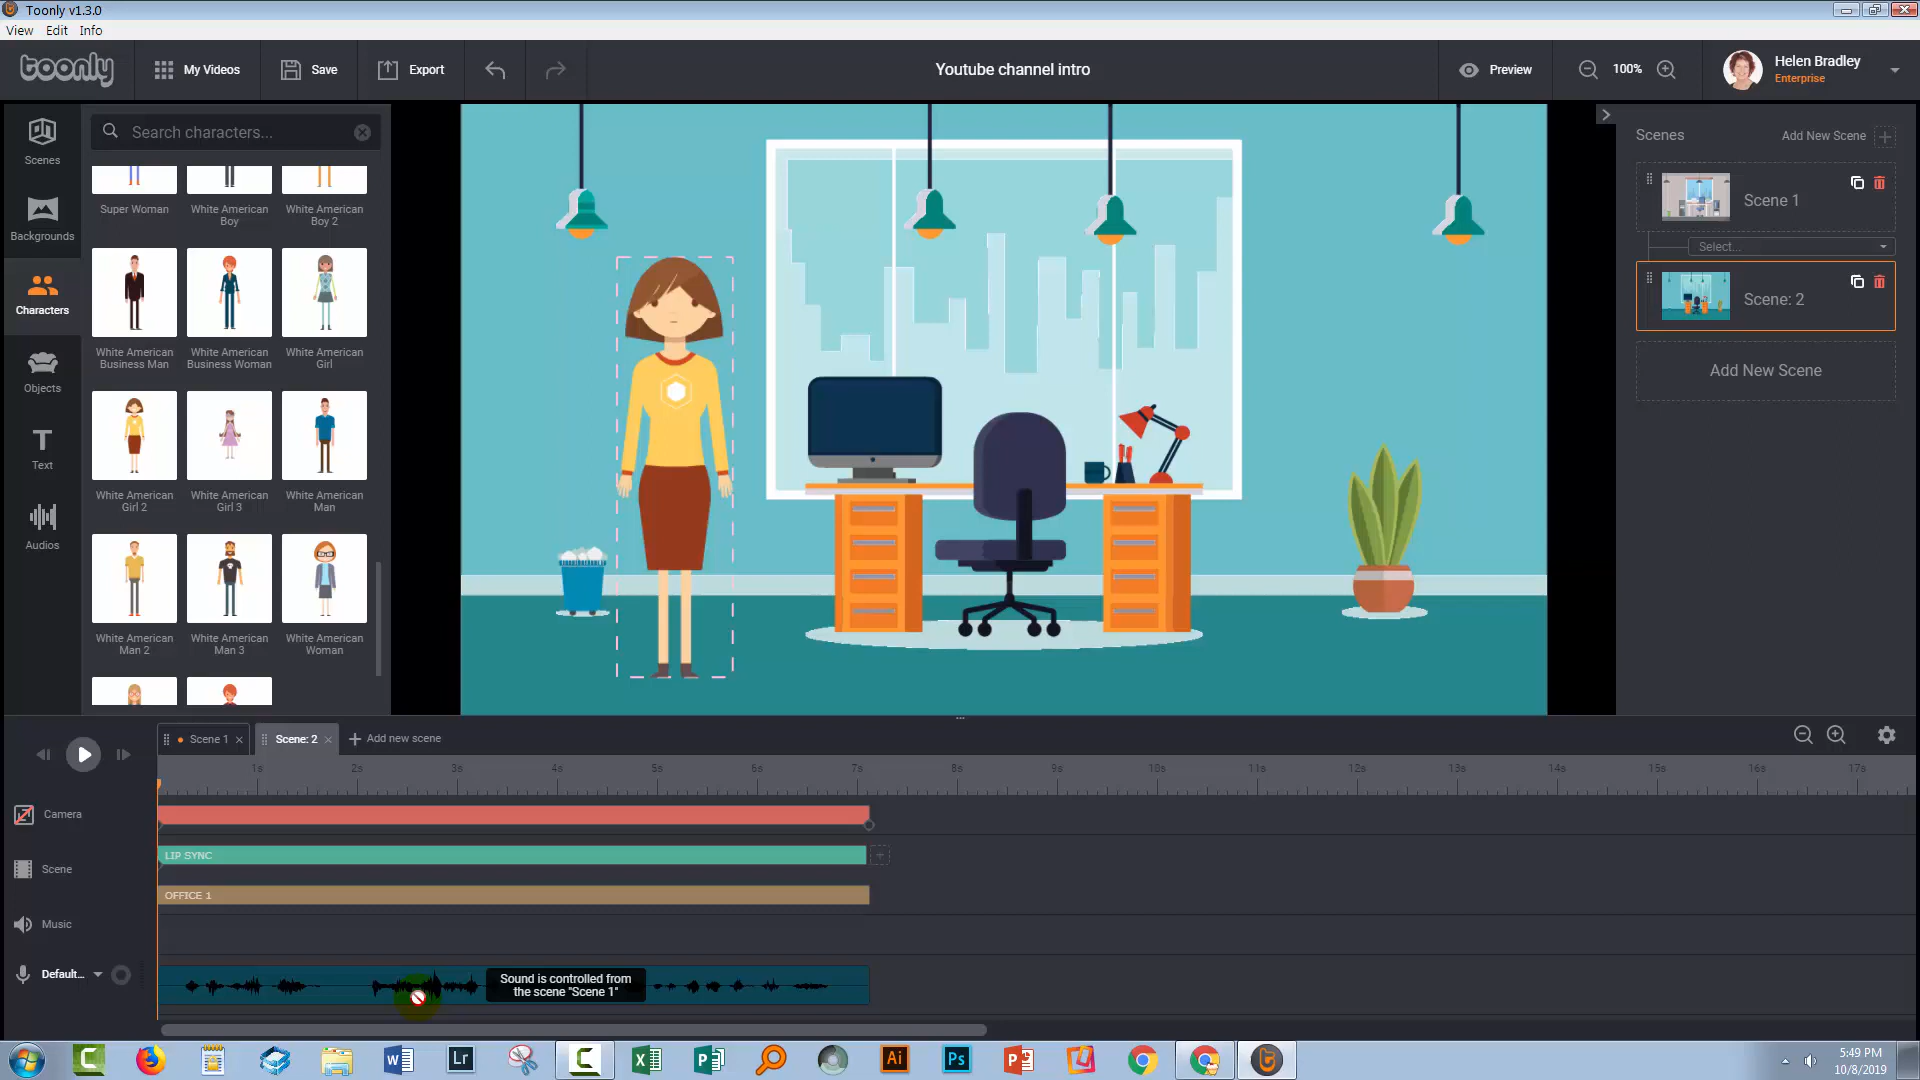 Toonly v1.3.0
View Edit Info
toonly
My Videos
Save
Export
Youtube channel intro
Preview
100%
Helen Bradley
Enterprise
Scenes
Backgrounds
Characters
Objects
Text
Audios
Search characters...
Super Woman
White American
Boy
White American
Boy 2
White American
Business Man
White American
Business Woman
White American
Girl
White American
Girl 2
White American
Girl 3
White American
Man
White American
Man 2
White American
Man 3
White American
Woman
Scenes
Add New Scene
Scene 1
Select...
Scene: 2
Add New Scene
Scene 1
Scene: 2
Add new scene
1s 2s 3s 4s 5s 6s 7s 8s 9s 10s 11s 12s 13s 14s 15s 16s 17s
Camera
LIP SYNC
Scene
OFFICE 1
Music
Default...
Sound is controlled from
the scene "Scene 1"
W
Lr
Ai
Ps
5:49 PM
10/8/2019